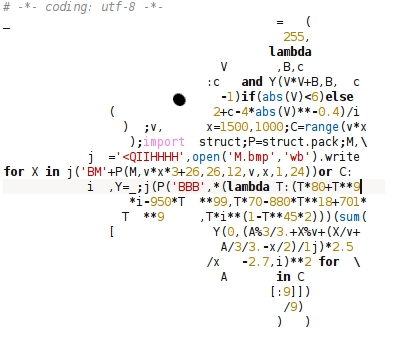 # -*- coding: utf-8 -*-
_ = (
255,
lambda
V ,B,c
:c and Y(V*V+B,B, c
-1)if(abs(V)<6)else
( 2+c-4*abs(V)**-0.4)/i
) ;v, x=1500,1000;C=range(v*x
);import struct;P=struct.pack;M,\
j ='<QIIHHHH',open('M.bmp','wb').write
for X in j('BM'+P(M,v*x*3+26,26,12,v,x,1,24))or C:
i ,Y=_;j(P('BBB',*(lambda T:(T*80+T**9
*i-950*T **99,T*70-880*T**18+701*
T **9 ,T*i**(1-T**45*2)))(sum(
[ Y(0,(A%3/3.+X%v+(X/v+
A/3/3.-x/2)/1j)*2.5
/x -2.7,i)**2 for \
A in C
[:9]])
/9)
) )